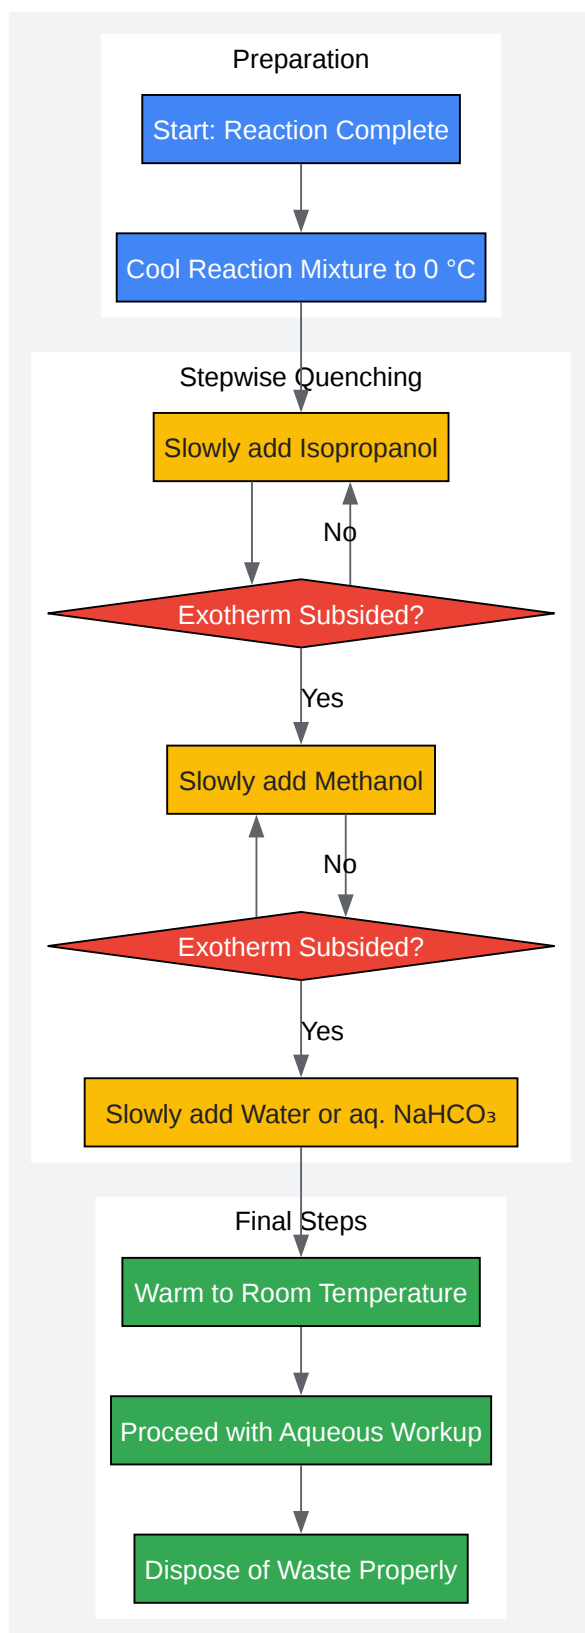 Preparation
Start: Reaction Complete
Cool Reaction Mixture to 0 °C
Stepwise Quenching
Slowly add Isopropanol
No
Exotherm Subsided?
Yes
Slowly add Methanol
No
Exotherm Subsided?
Yes
Slowly add Water or aq. NaHCO₃
Final Steps
Warm to Room Temperature
Proceed with Aqueous Workup
Dispose of Waste Properly